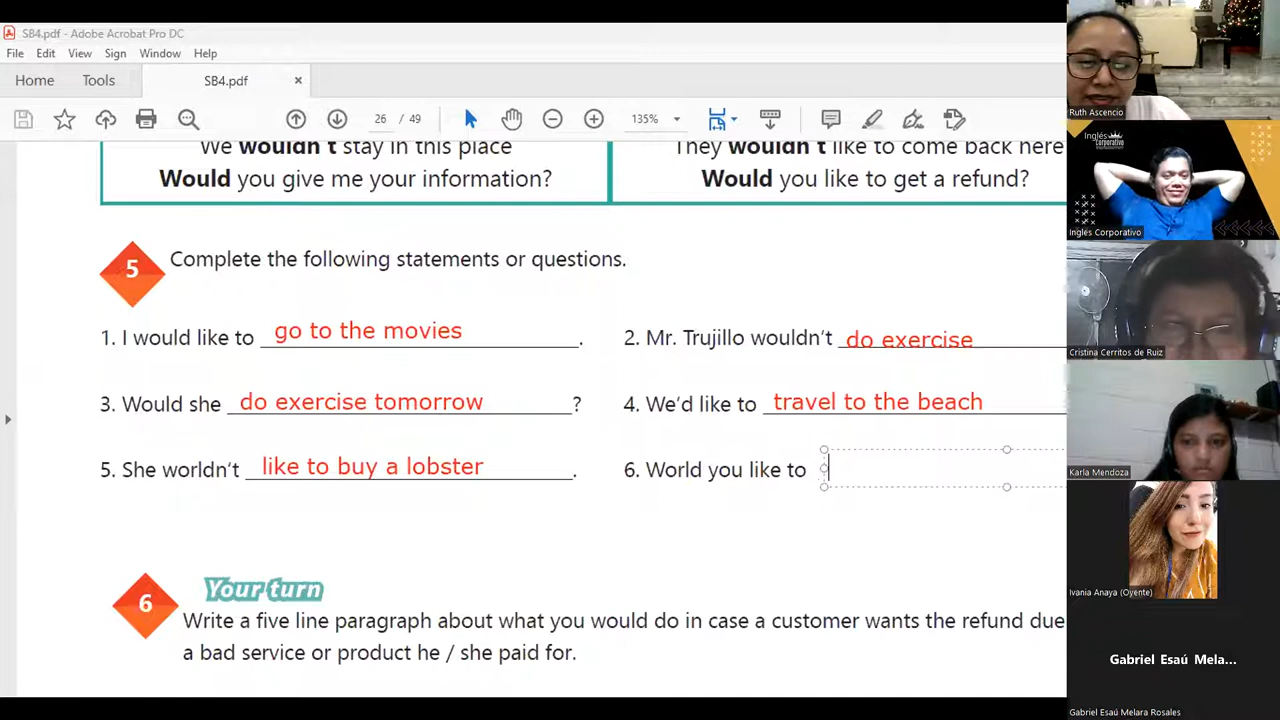 SB4.pdf - Adobe Acrobat Pro DC
File Edit View Sign Window Help
Home Tools SB4.pdf ×
135%
We wouldn't stay in this place
They wouldn't like to come back here
Would you give me your information?
Would you like to get a refund?
5 Complete the following statements or questions.
1. I would like to go to the movies.
2. Mr. Trujillo wouldn't do exercise
3. Would she do exercise tomorrow?
4. We'd like to travel to the beach
5. She worldn't like to buy a lobster.
6. World you like to
6 Your turn
Write a five line paragraph about what you would do in case a customer wants the refund due
a bad service or product he / she paid for.
Ruth Ascencio
Inglés Corporativo
Inglés Corporativo
Cristina Cerritos de Ruiz
Karla Mendoza
Ivania Anaya (Oyente)
Gabriel Esaú Mela...
Gabriel Esaú Melara Rosales